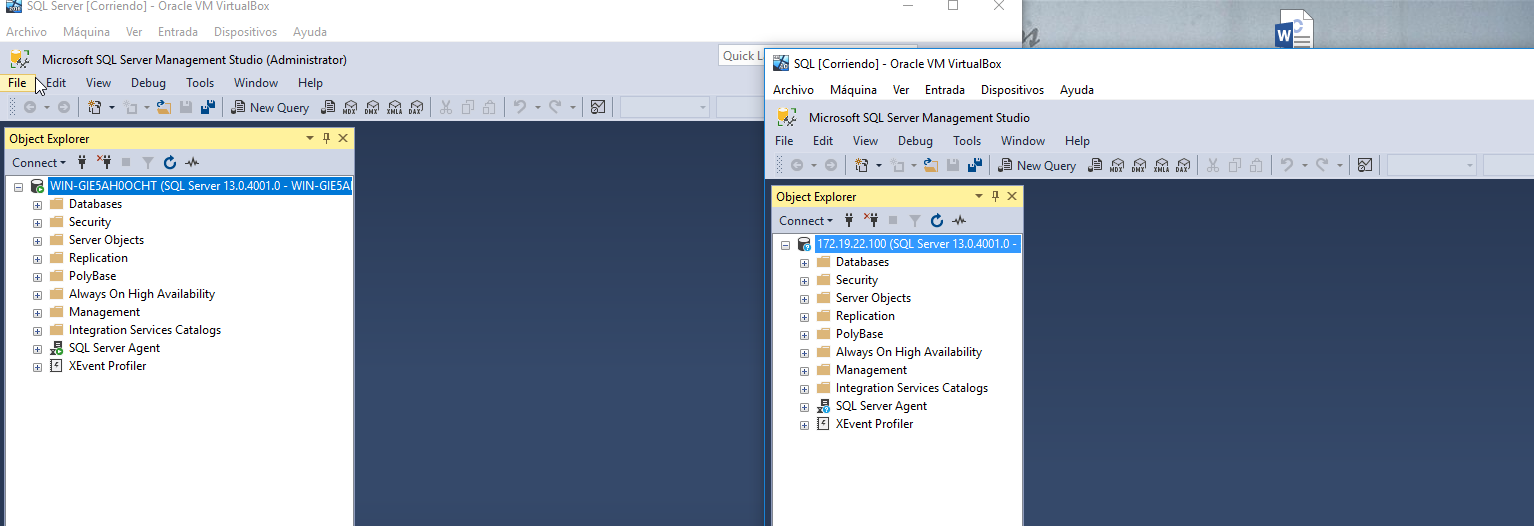 SQL Server [Corriendo] - Oracle VM VirtualBox
Archivo Máquina Ver Entrada Dispositivos Ayuda
Microsoft SQL Server Management Studio (Administrator)
Quick L
File Edit View Debug Tools Window Help
New Query MDX DMX XMLA DAX
Object Explorer
Connect
WIN-GIE5AH0OCHT (SQL Server 13.0.4001.0 - WIN-GIE5A
Databases
Security
Server Objects
Replication
PolyBase
Always On High Availability
Management
Integration Services Catalogs
SQL Server Agent
XEvent Profiler
W
SQL [Corriendo] - Oracle VM VirtualBox
Archivo Máquina Ver Entrada Dispositivos Ayuda
Microsoft SQL Server Management Studio
File Edit View Debug Tools Window Help
New Query MDX DMX XMLA DAX
Object Explorer
Connect
172.19.22.100 (SQL Server 13.0.4001.0 -
Databases
Security
Server Objects
Replication
PolyBase
Always On High Availability
Management
Integration Services Catalogs
SQL Server Agent
XEvent Profiler